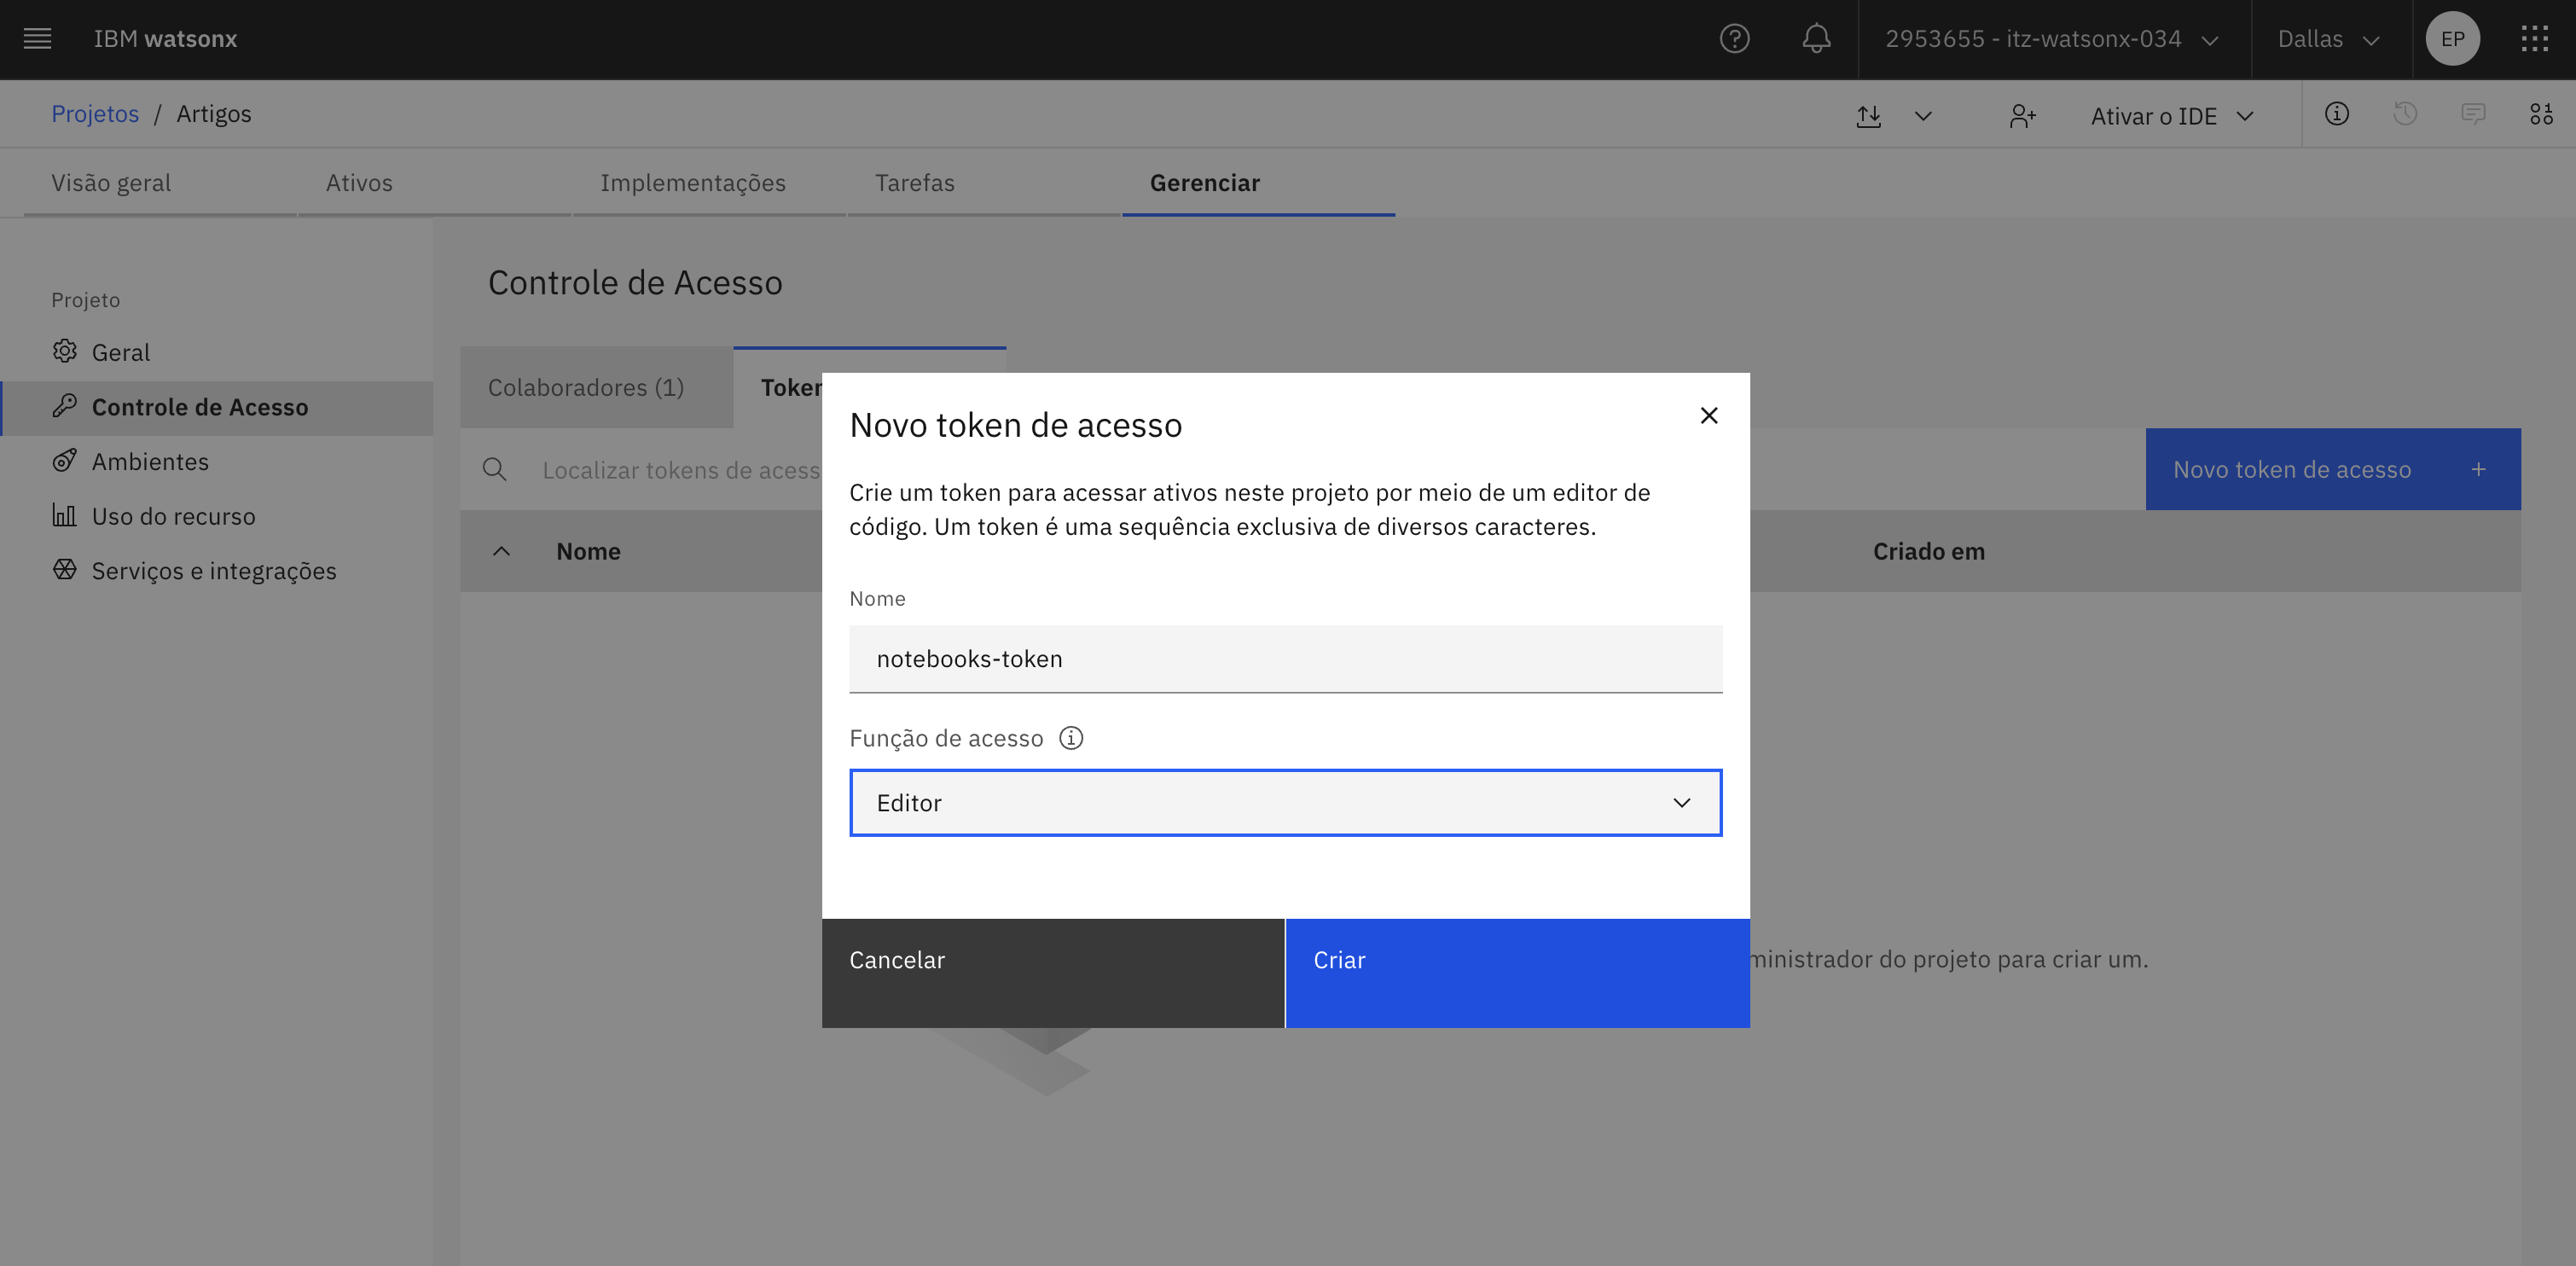 IBM watsonx
2953655 - itz-watsonx-034
Dallas
EP
Projetos / Artigos
Ativar o IDE
Visão geral
Ativos
Implementações
Tarefas
Gerenciar
Projeto
Geral
Controle de Acesso
Ambientes
Uso do recurso
Serviços e integrações
Controle de Acesso
Colaboradores (1)
Localizar tokens de acess
Novo token de acesso
Nome
Criado em
do projeto para criar um.
Novo token de acesso
Crie um token para acessar ativos neste projeto por meio de um editor de
código. Um token é uma sequência exclusiva de diversos caracteres.
Nome
notebooks-token
Função de acesso
Editor
Cancelar
Criar